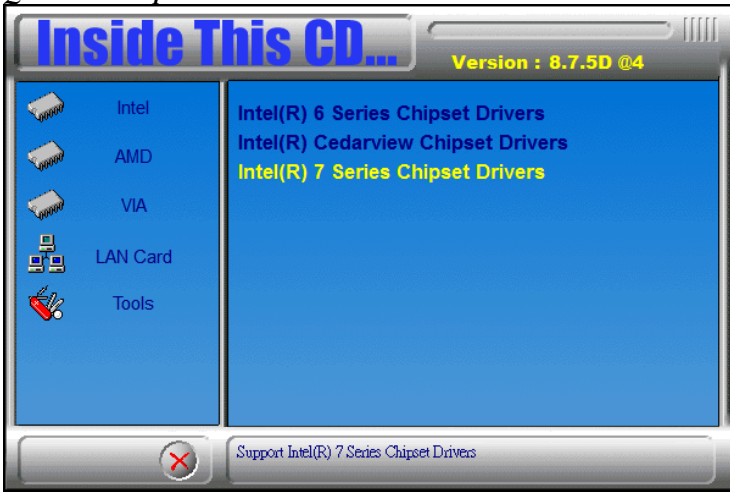 Inside This CD...
Version : 8.7.5D @4
Intel
AMD
VIA
LAN Card
Tools
Intel(R) 6 Series Chipset Drivers
Intel(R) Cedarview Chipset Drivers
Intel(R) 7 Series Chipset Drivers
Support Intel(R) 7 Series Chipset Drivers